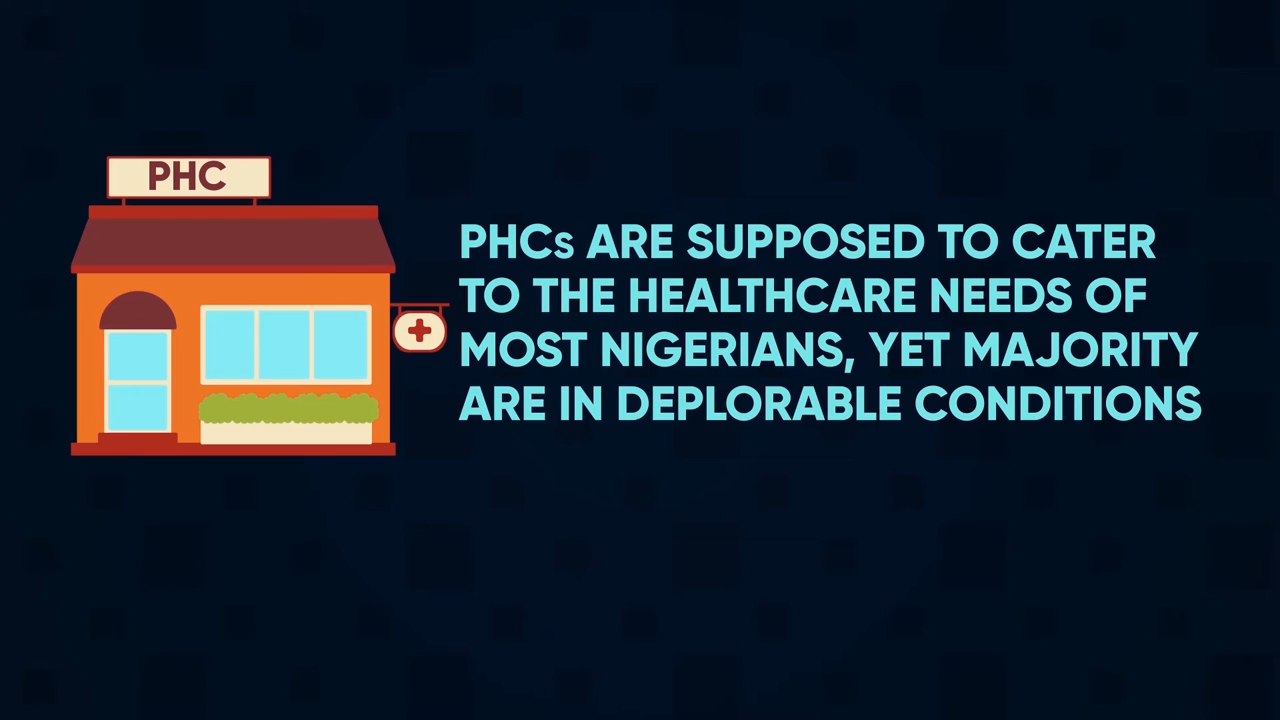 PHC
PHCs ARE SUPPOSED TO CATER
TO THE HEALTHCARE NEEDS OF
MOST NIGERIANS, YET MAJORITY
ARE IN DEPLORABLE CONDITIONS